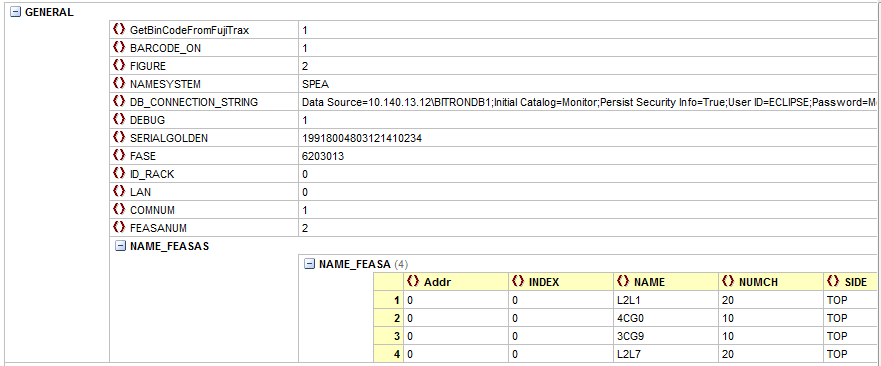 GENERAL
GetBinCodeFromFujiTrax 1
BARCODE_ON 1
FIGURE 2
NAMESYSTEM SPEA
DB_CONNECTION_STRING Data Source=10.140.13.12\BITRONDB1;Initial Catalog=Monitor;Persist Security Info=True;User ID=ECLIPSE;Password=M
DEBUG 1
SERIALGOLDEN 19918004803121410234
FASE 6203013
ID_RACK 0
LAN 0
COMNUM 1
FEASANUM 2
NAME_FEASAS
NAME_FEASA (4)
Addr INDEX NAME NUMCH SIDE
1 0 0 L2L1 20 TOP
2 0 0 4CG0 10 TOP
3 0 0 3CG9 10 TOP
4 0 0 L2L7 20 TOP